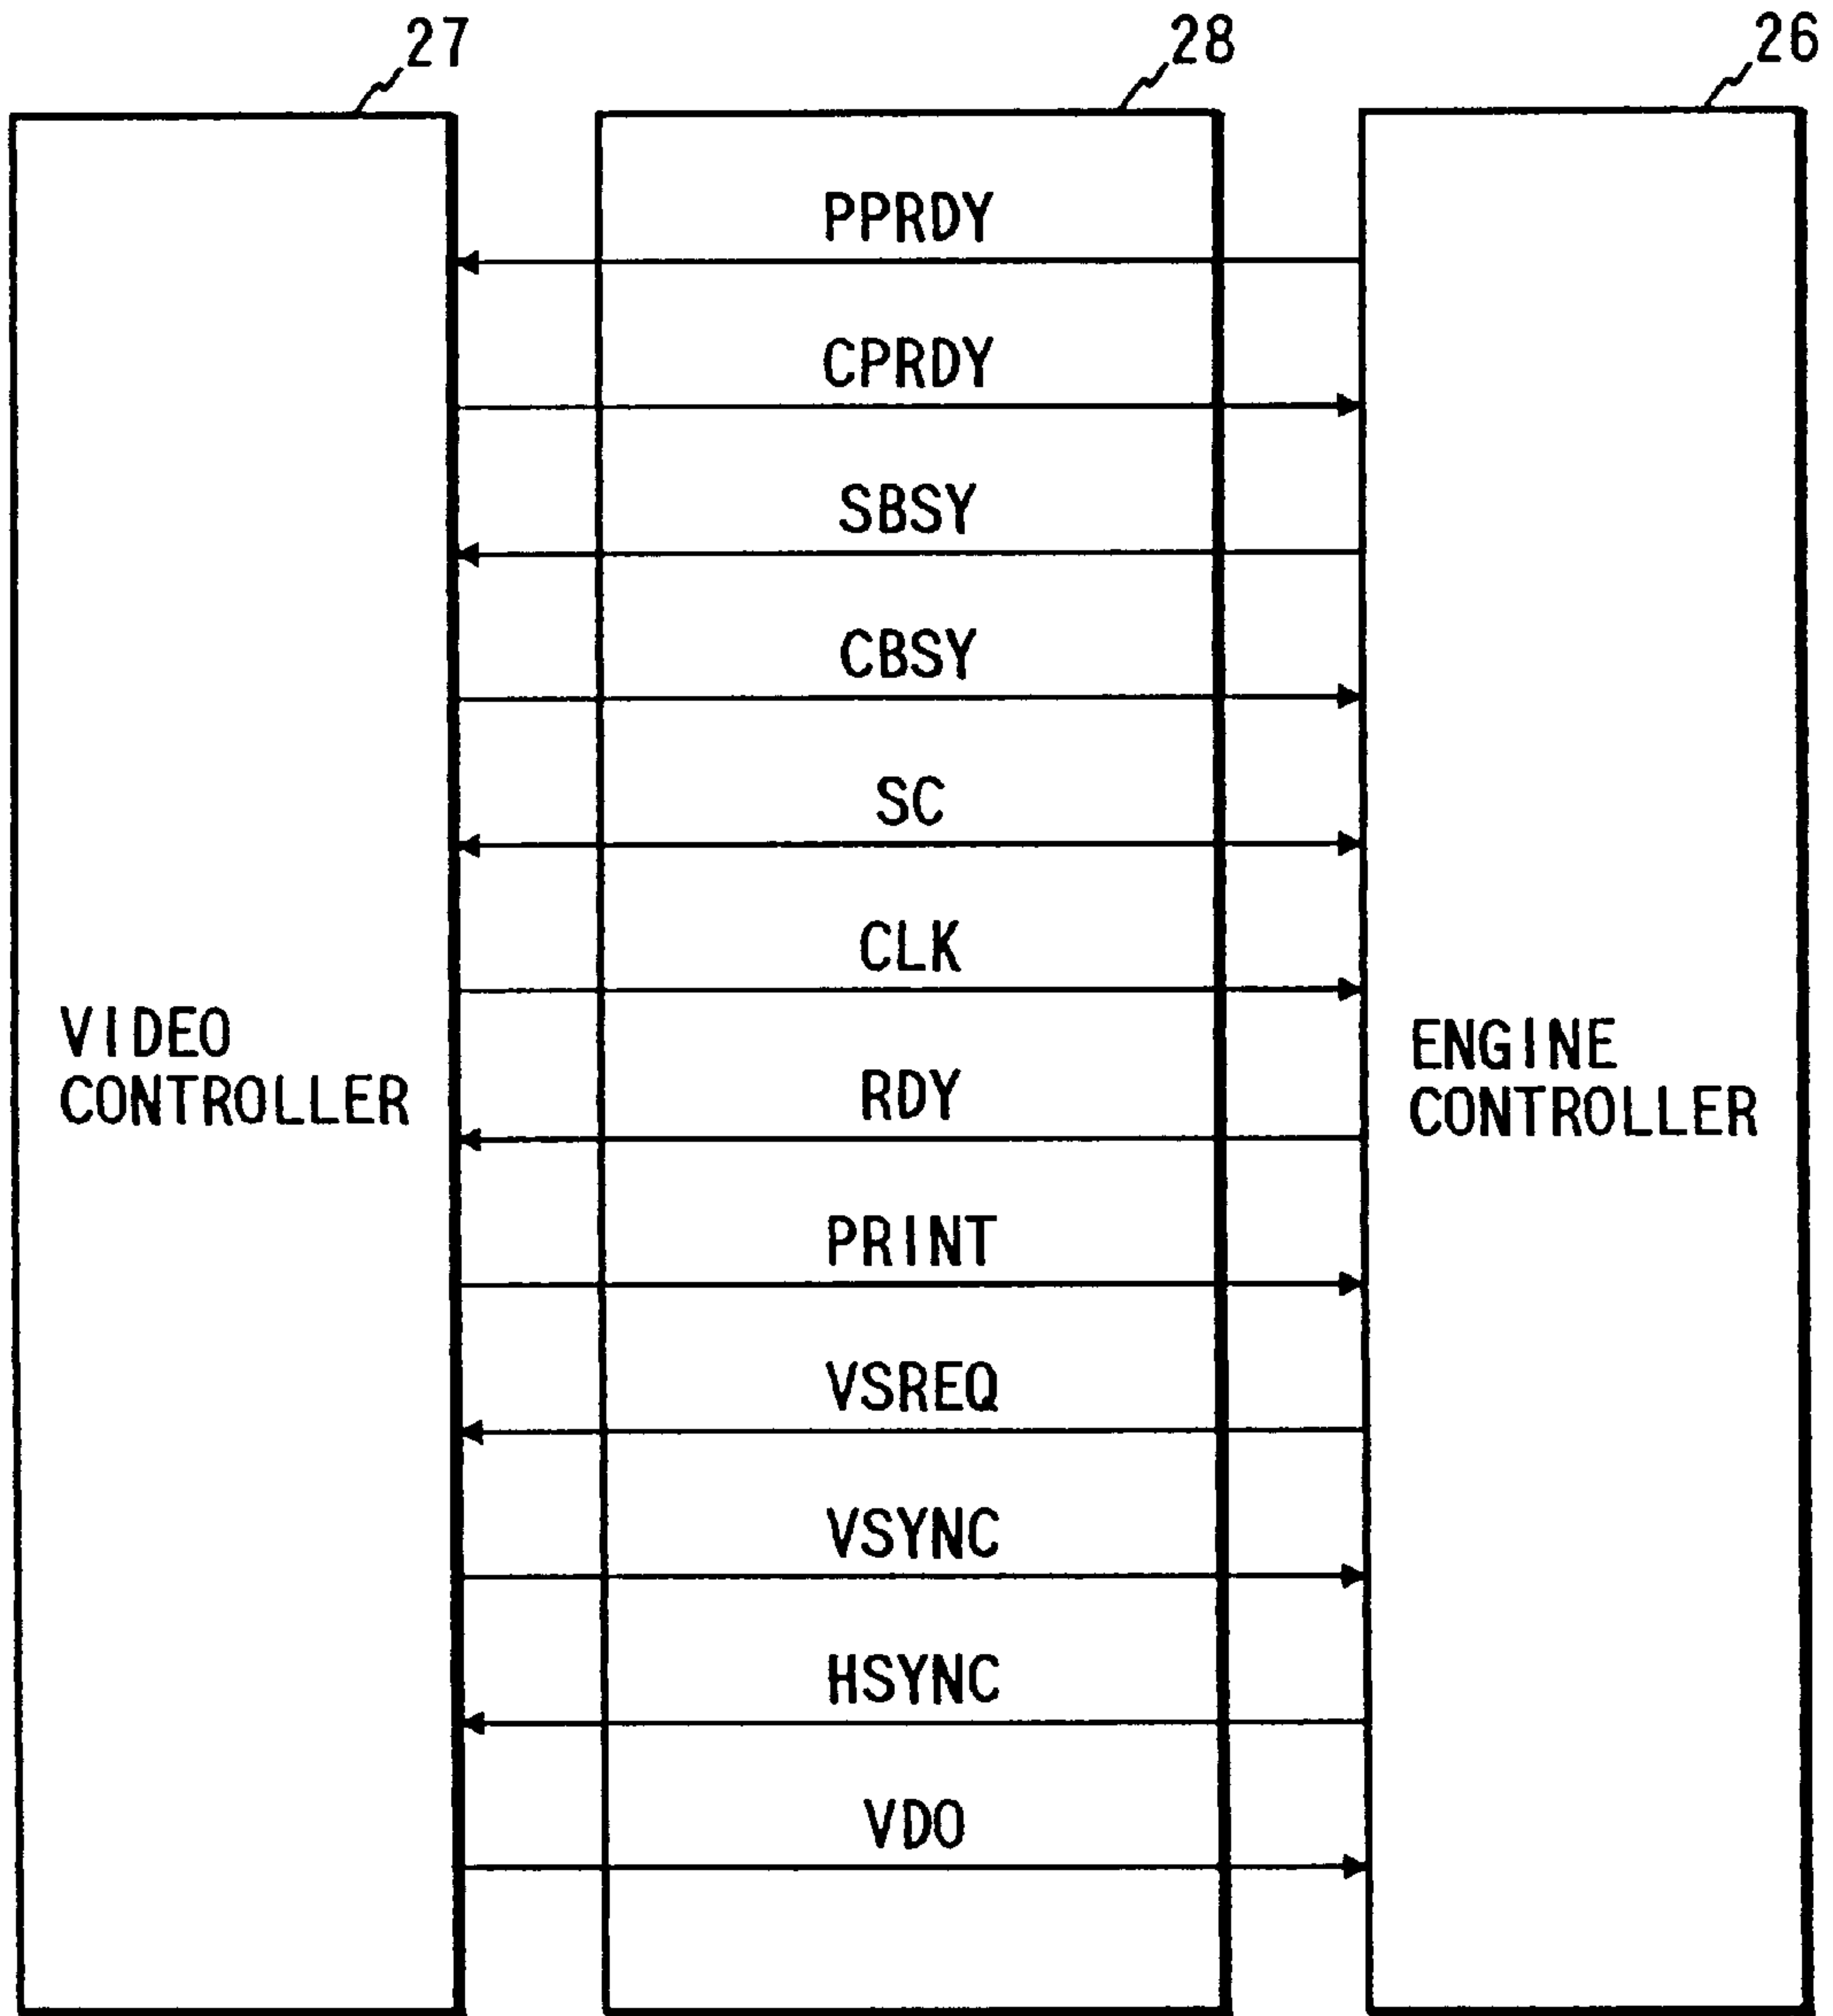 27
28
26
PPRDY
CPRDY
SBSY
CBSY
SC
CLK
VIDEO
CONTROLLER
RDY
ENGINE
CONTROLLER
PRINT
VSREQ
VSYNC
HSYNC
VDO